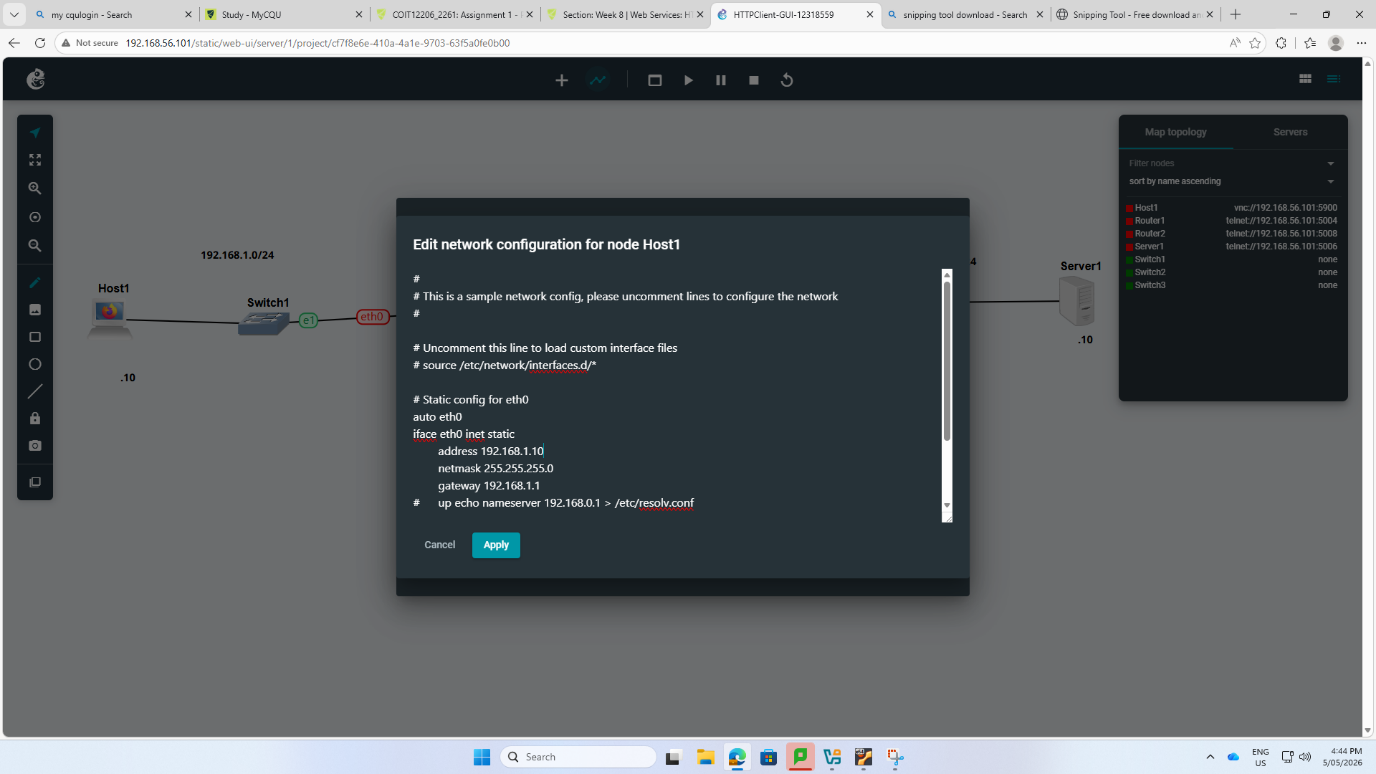 my cqulogin - Search
Study - MyCQU
COIT12206_2261: Assignment 1 -
Section: Week 8 | Web Services: HT
HTTPClient-GUI-12318559
snipping tool download - Search
Snipping Tool - Free download an
Not secure
192.168.56.101/static/web-ui/server/1/project/cf7f8e6e-410a-4a1e-9703-63f5a0fe0b00
Map topology
Servers
Filter nodes
sort by name ascending
Host1 vnc://192.168.56.101:5900
Router1 telnet://192.168.56.101:5004
Router2 telnet://192.168.56.101:5008
Server1 telnet://192.168.56.101:5006
Switch1 none
Switch2 none
Switch3 none
192.168.1.0/24
Host1
Switch1
e1
eth0
.10
4
Server1
.10
Edit network configuration for node Host1
#
# This is a sample network config, please uncomment lines to configure the network
#
# Uncomment this line to load custom interface files
# source /etc/network/interfaces.d/*
# Static config for eth0
auto eth0
iface eth0 inet static
address 192.168.1.10
netmask 255.255.255.0
gateway 192.168.1.1
# up echo nameserver 192.168.0.1 > /etc/resolv.conf
Cancel
Apply
Search
ENG
US
4:44 PM
5/05/2026